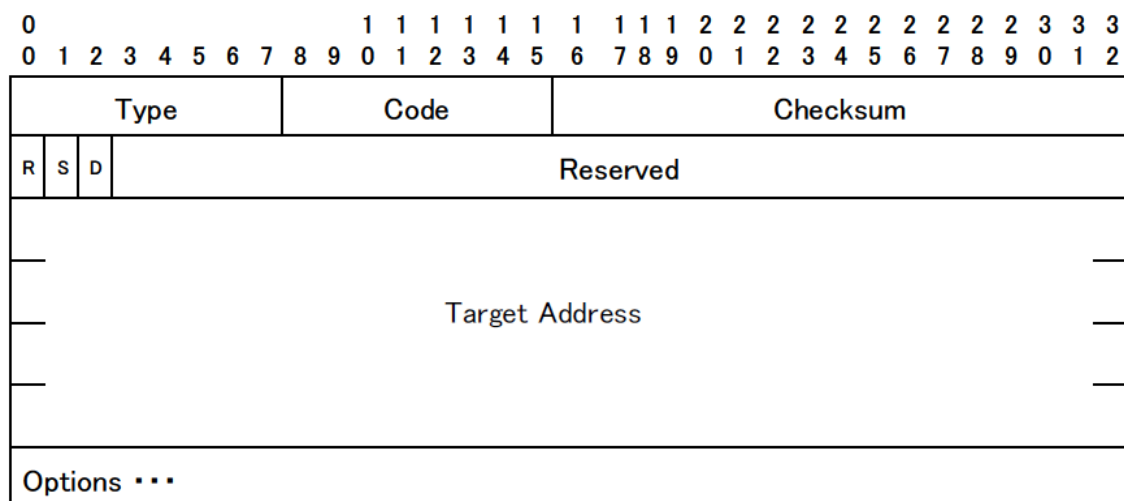 0 1 1 1 1 1 1 1 1 1 1 2 2 2 2 2 2 2 2 2 2 3 3 3
0 1 2 3 4 5 6 7 8 9 0 1 2 3 4 5 6 7 8 9 0 1 2 3 4 5 6 7 8 9 0 1 2
Type Code Checksum
R S D Reserved
Target Address
Options ･･･